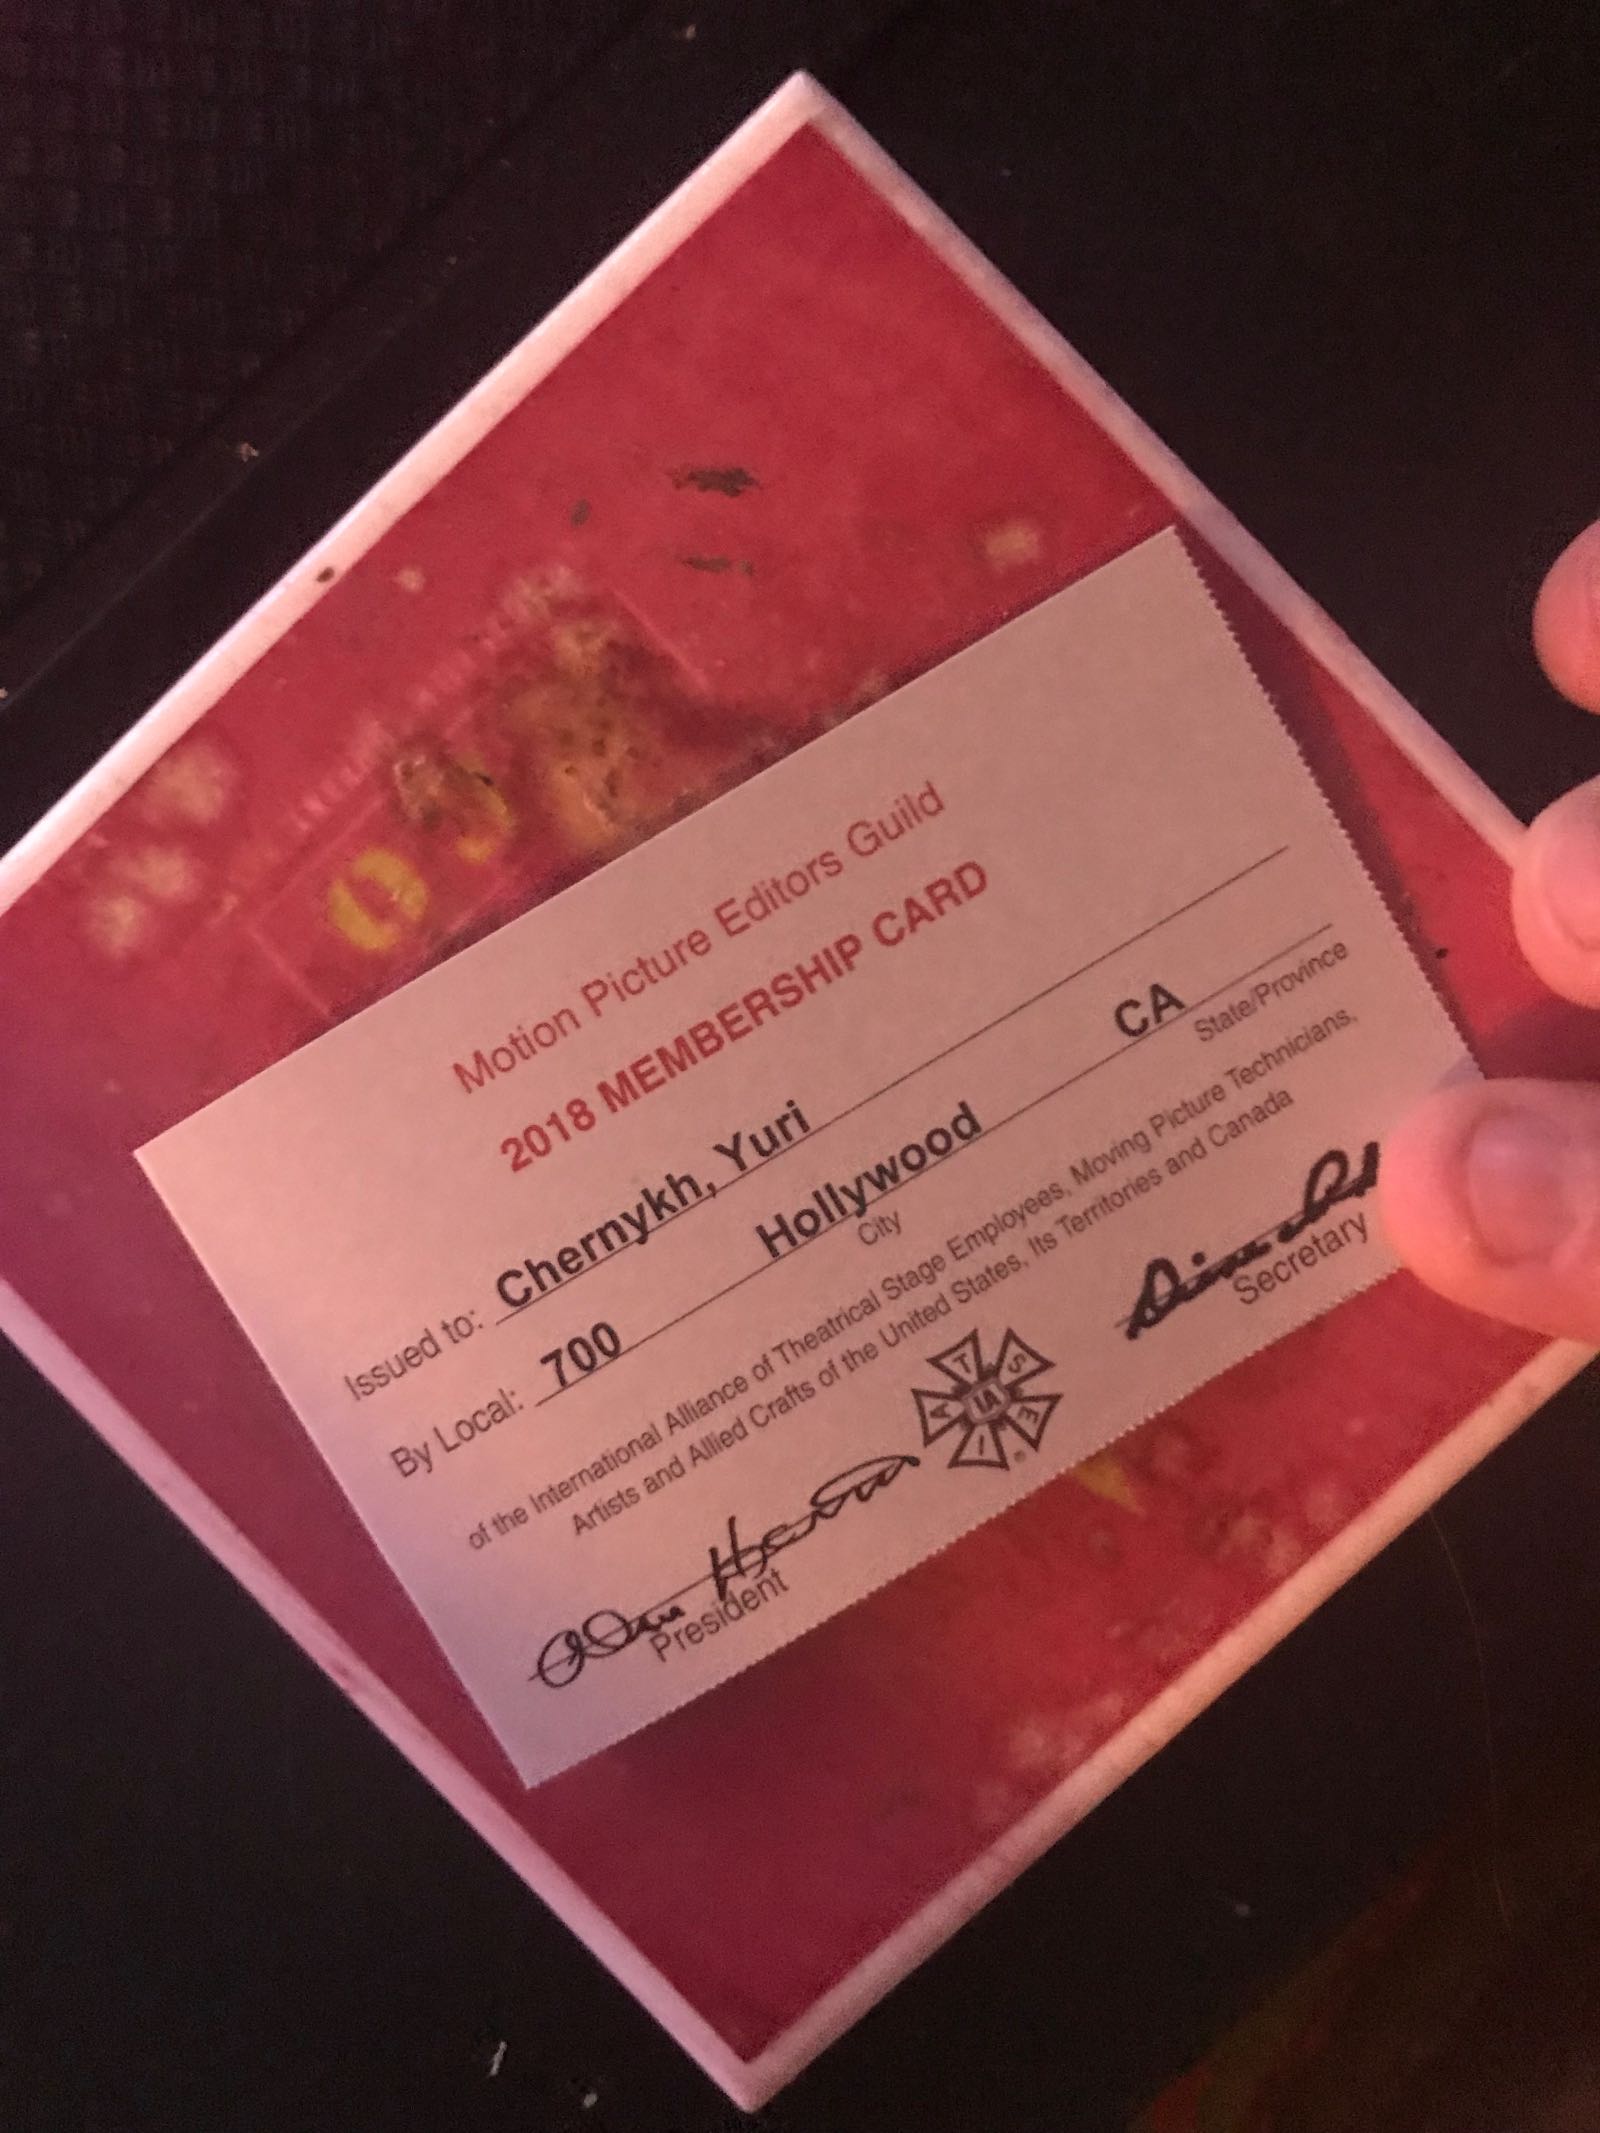 Motion Picture Editors Guild
2018 MEMBERSHIP CARD
Issued to: Chernykh, Yuri
By Local: 700 Hollywood CA
City State/Province
of the International Alliance of Theatrical Stage Employees, Moving Picture Technicians,
Artists and Allied Crafts of the United States, Its Territories and Canada
IATSE
IA
President Secretary